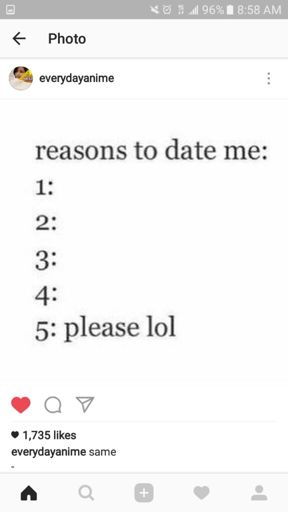 96% 8:58 AM
Photo
everydayanime
reasons to date me:
1:
2:
3:
4:
5: please lol
1,735 likes
everydayanime same
-